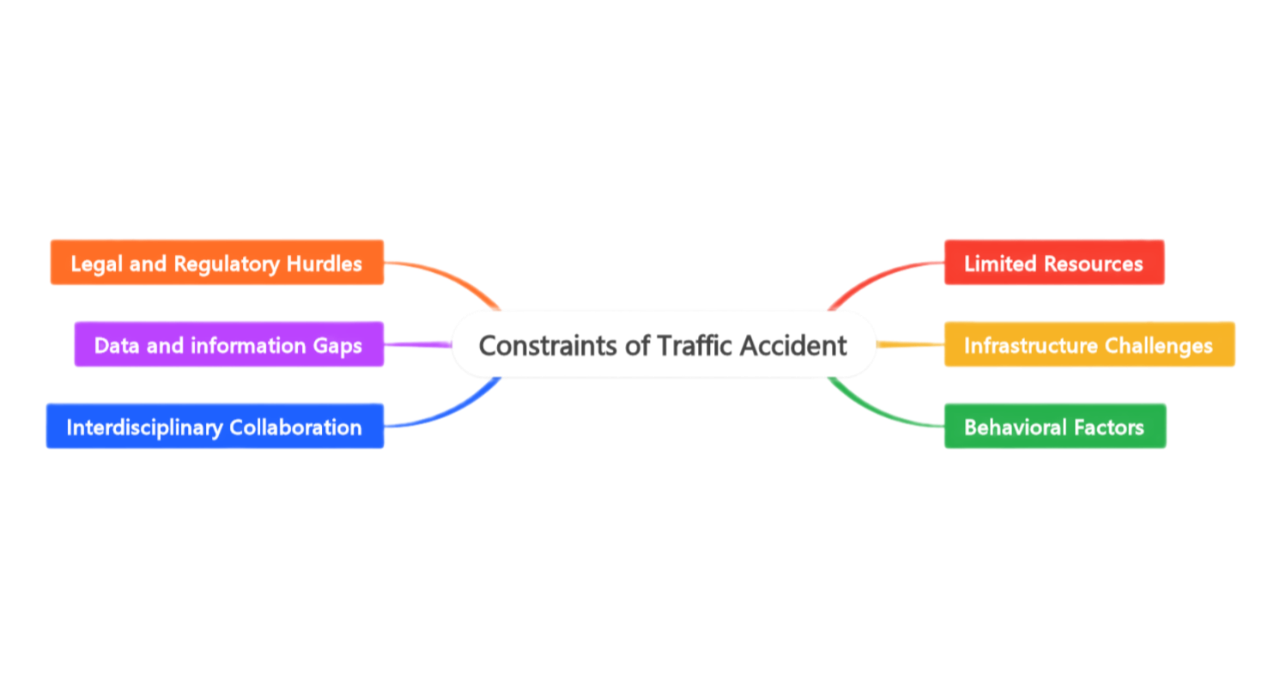 Legal and Regulatory Hurdles
Data and information Gaps
Interdisciplinary Collaboration
Constraints of Traffic Accident
Limited Resources
Infrastructure Challenges
Behavioral Factors